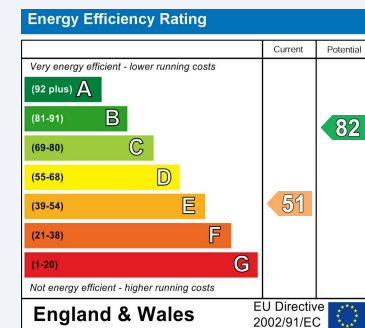 Energy Efficiency Rating
Current Potential
Very energy efficient - lower running costs
(92 plus) A
(81-91) B
82
(69-80) C
(55-68) D
(39-54) E
51
(21-38) F
(1-20) G
Not energy efficient - higher running costs
England & Wales
EU Directive
2002/91/EC